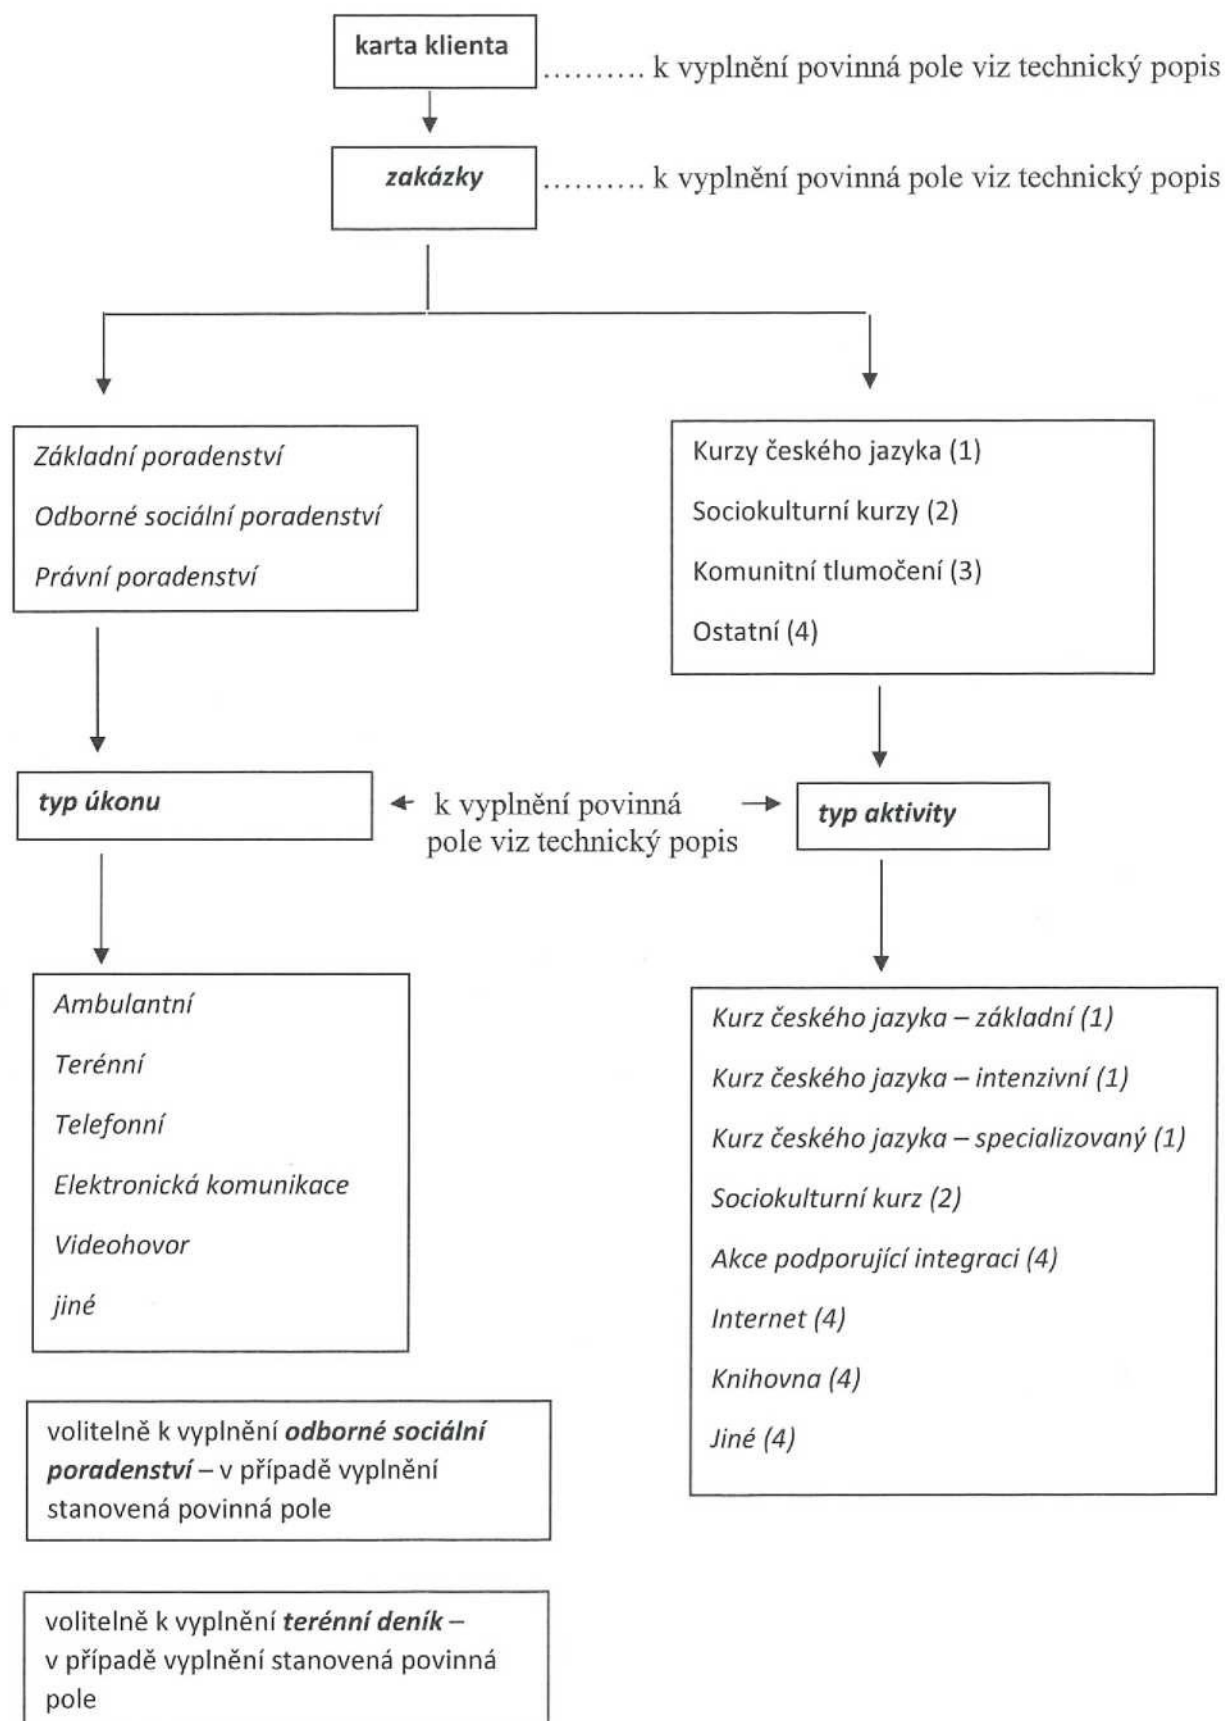 karta klienta
.......... k vyplnění povinná pole viz technický popis
zakázky
.......... k vyplnění povinná pole viz technický popis
Základní poradenství
Odborné sociální poradenství
Právní poradenství
Kurzy českého jazyka (1)
Sociokulturní kurzy (2)
Komunitní tlumočení (3)
Ostatní (4)
typ úkonu
k vyplnění povinná
pole viz technický popis
typ aktivity
Ambulantní
Terénní
Telefonní
Elektronická komunikace
Videohovor
jiné
Kurz českého jazyka – základní (1)
Kurz českého jazyka – intenzivní (1)
Kurz českého jazyka – specializovaný (1)
Sociokulturní kurz (2)
Akce podporující integraci (4)
Internet (4)
Knihovna (4)
Jiné (4)
volitelně k vyplnění odborné sociální
poradenství – v případě vyplnění
stanovená povinná pole
volitelně k vyplnění terénní deník –
v případě vyplnění stanovená povinná
pole